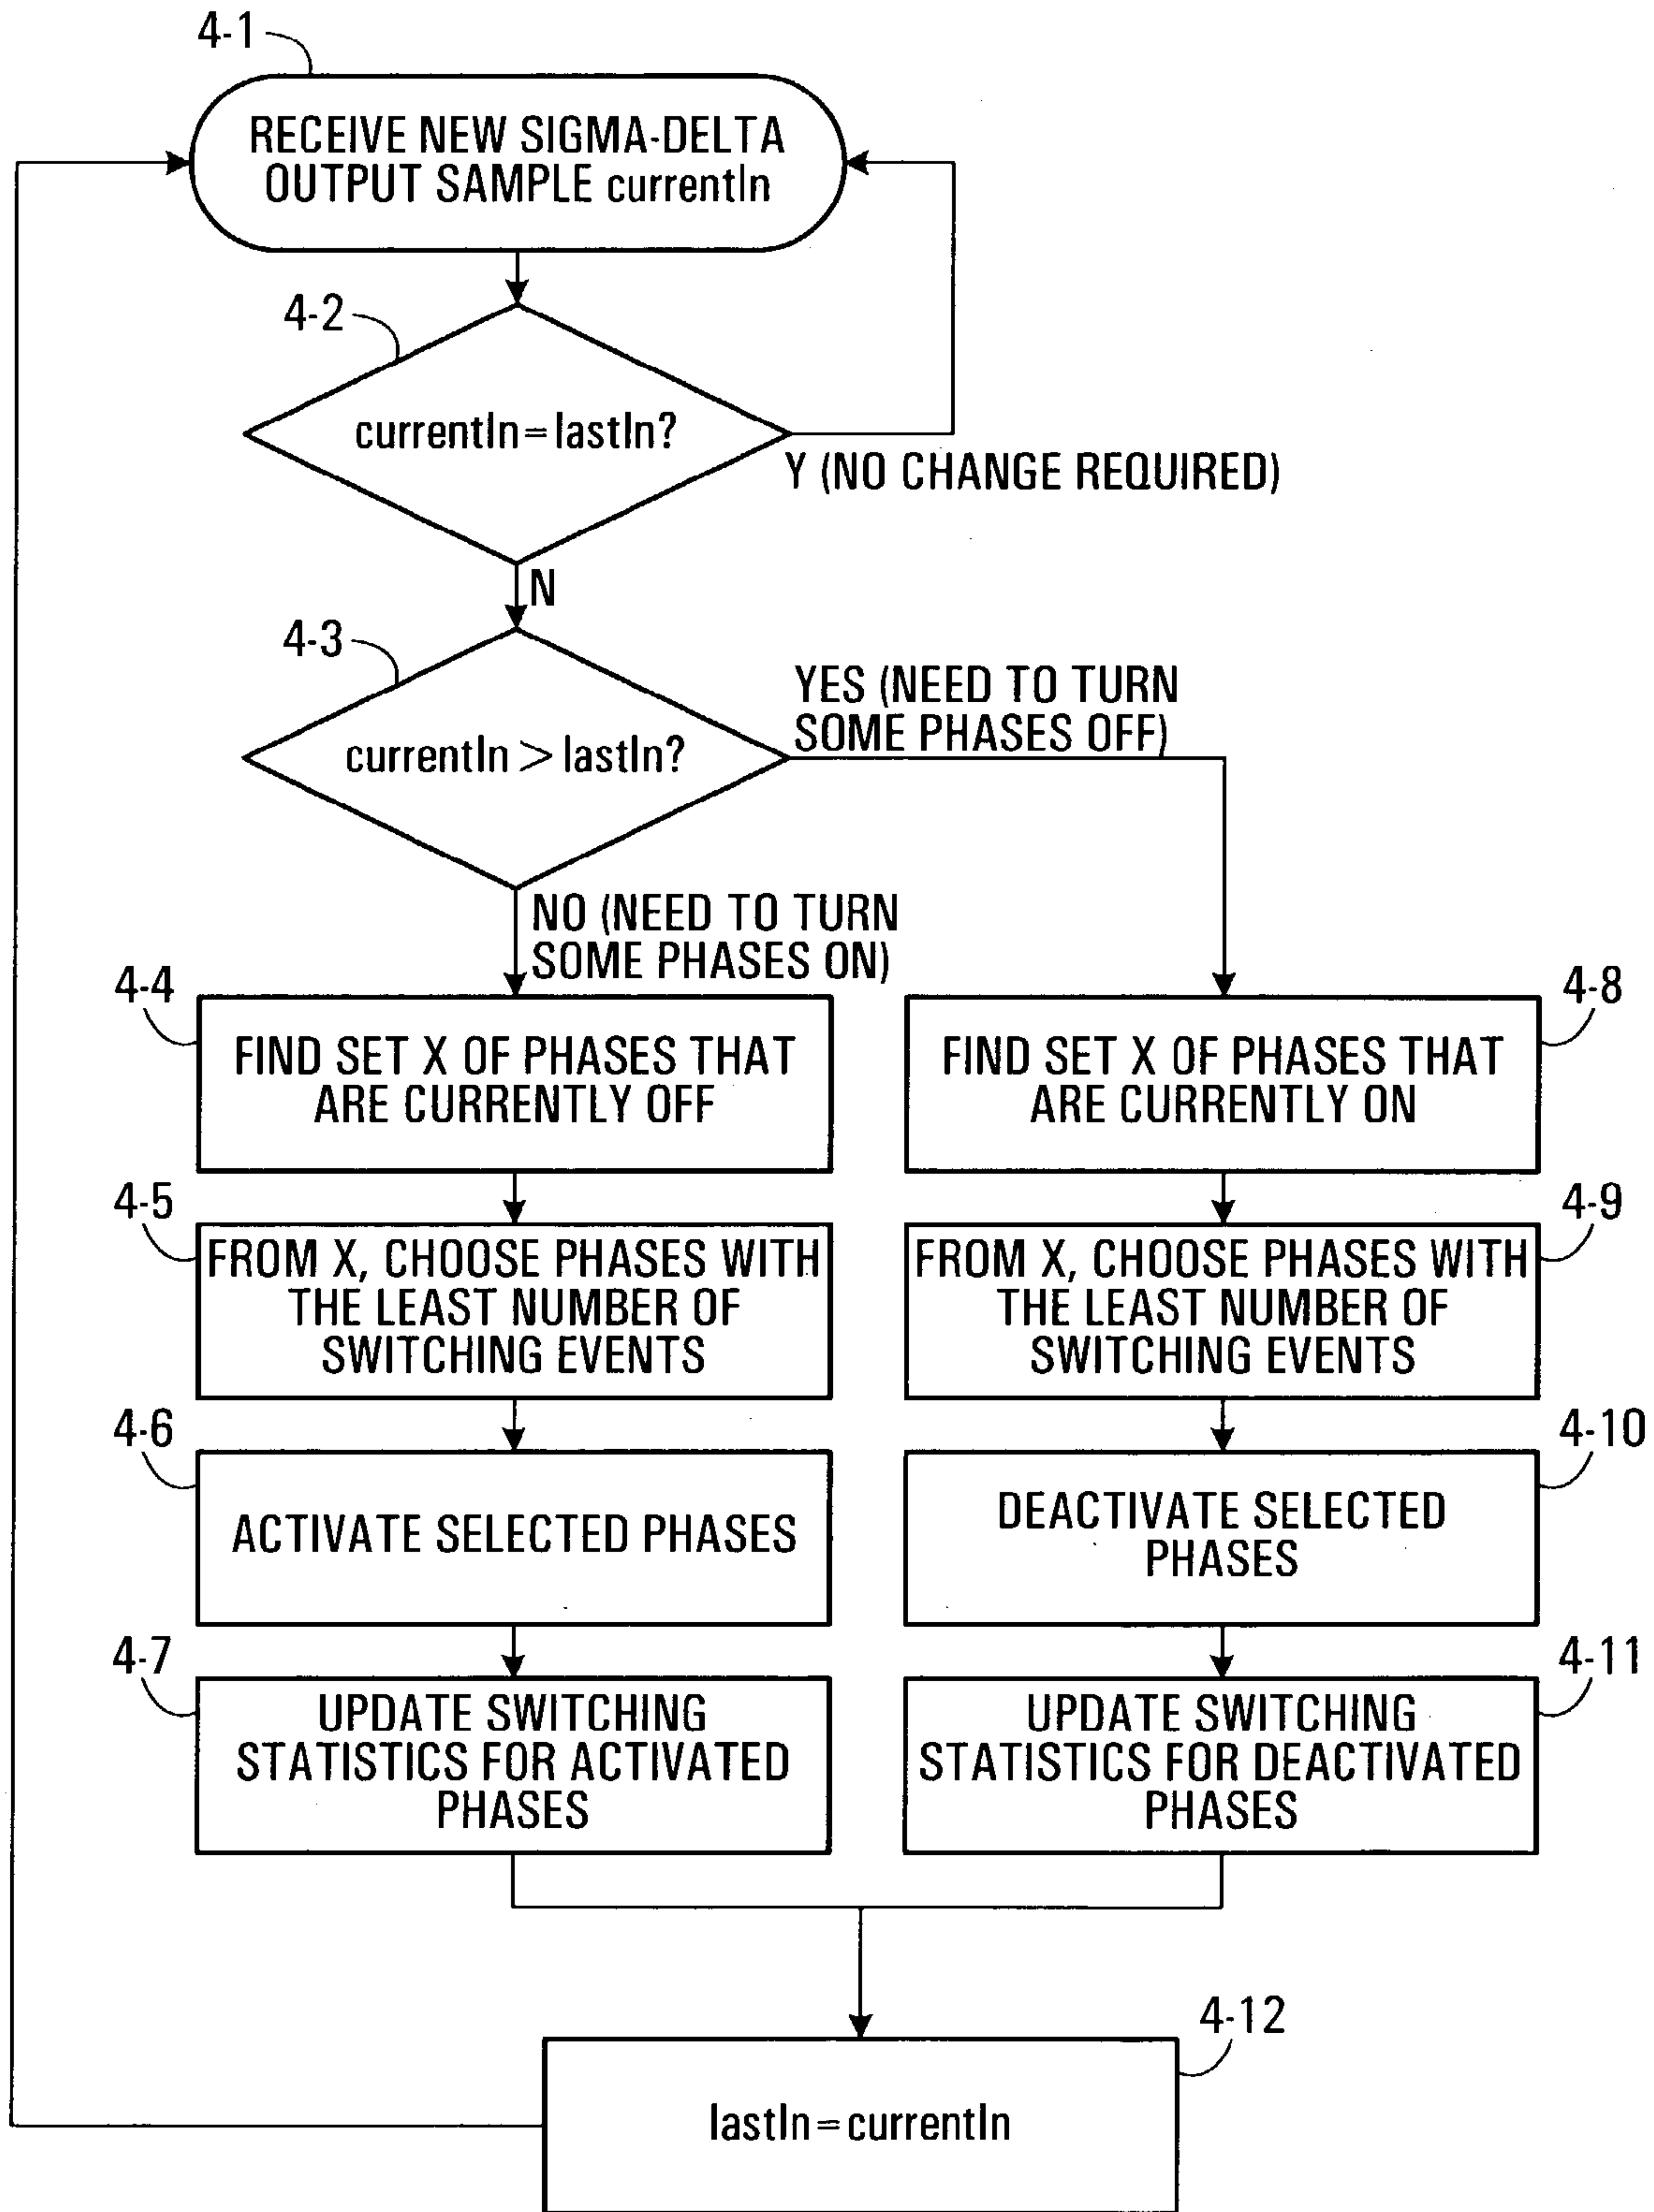 4-1
RECEIVE NEW SIGMA-DELTA
OUTPUT SAMPLE currentIn
4-2
currentIn=lastIn?
Y (NO CHANGE REQUIRED)
N
4-3
currentIn > lastIn?
YES (NEED TO TURN
SOME PHASES OFF)
NO (NEED TO TURN
SOME PHASES ON)
4-4
FIND SET X OF PHASES THAT
ARE CURRENTLY OFF
4-8
FIND SET X OF PHASES THAT
ARE CURRENTLY ON
4-5
FROM X, CHOOSE PHASES WITH
THE LEAST NUMBER OF
SWITCHING EVENTS
4-9
FROM X, CHOOSE PHASES WITH
THE LEAST NUMBER OF
SWITCHING EVENTS
4-6
ACTIVATE SELECTED PHASES
4-10
DEACTIVATE SELECTED
PHASES
4-7
UPDATE SWITCHING
STATISTICS FOR ACTIVATED
PHASES
4-11
UPDATE SWITCHING
STATISTICS FOR DEACTIVATED
PHASES
4-12
lastIn=currentIn